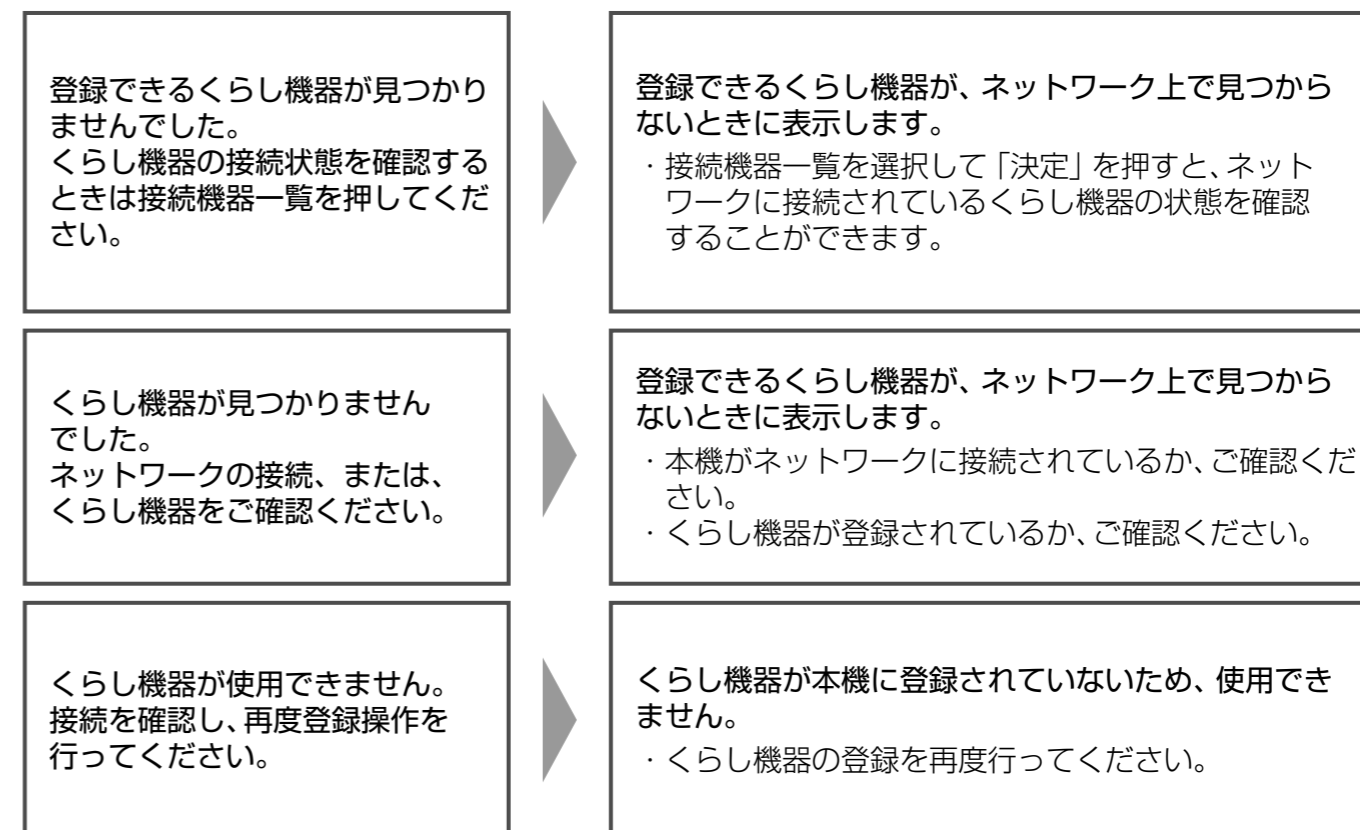 登録できるくらし機器が見つかり
ませんでした。
くらし機器の接続状態を確認する
ときは接続機器一覧を押してくだ
さい。
登録できるくらし機器が、ネットワーク上で見つから
ないときに表示します。
・接続機器一覧を選択して「決定」を押すと、ネット
ワークに接続されているくらし機器の状態を確認
することができます。
くらし機器が見つかりません
でした。
ネットワークの接続、または、
くらし機器をご確認ください。
登録できるくらし機器が、ネットワーク上で見つから
ないときに表示します。
・本機がネットワークに接続されているか、ご確認くだ
さい。
・くらし機器が登録されているか、ご確認ください。
くらし機器が使用できません。
接続を確認し、再度登録操作を
行ってください。
くらし機器が本機に登録されていないため、使用でき
ません。
・くらし機器の登録を再度行ってください。